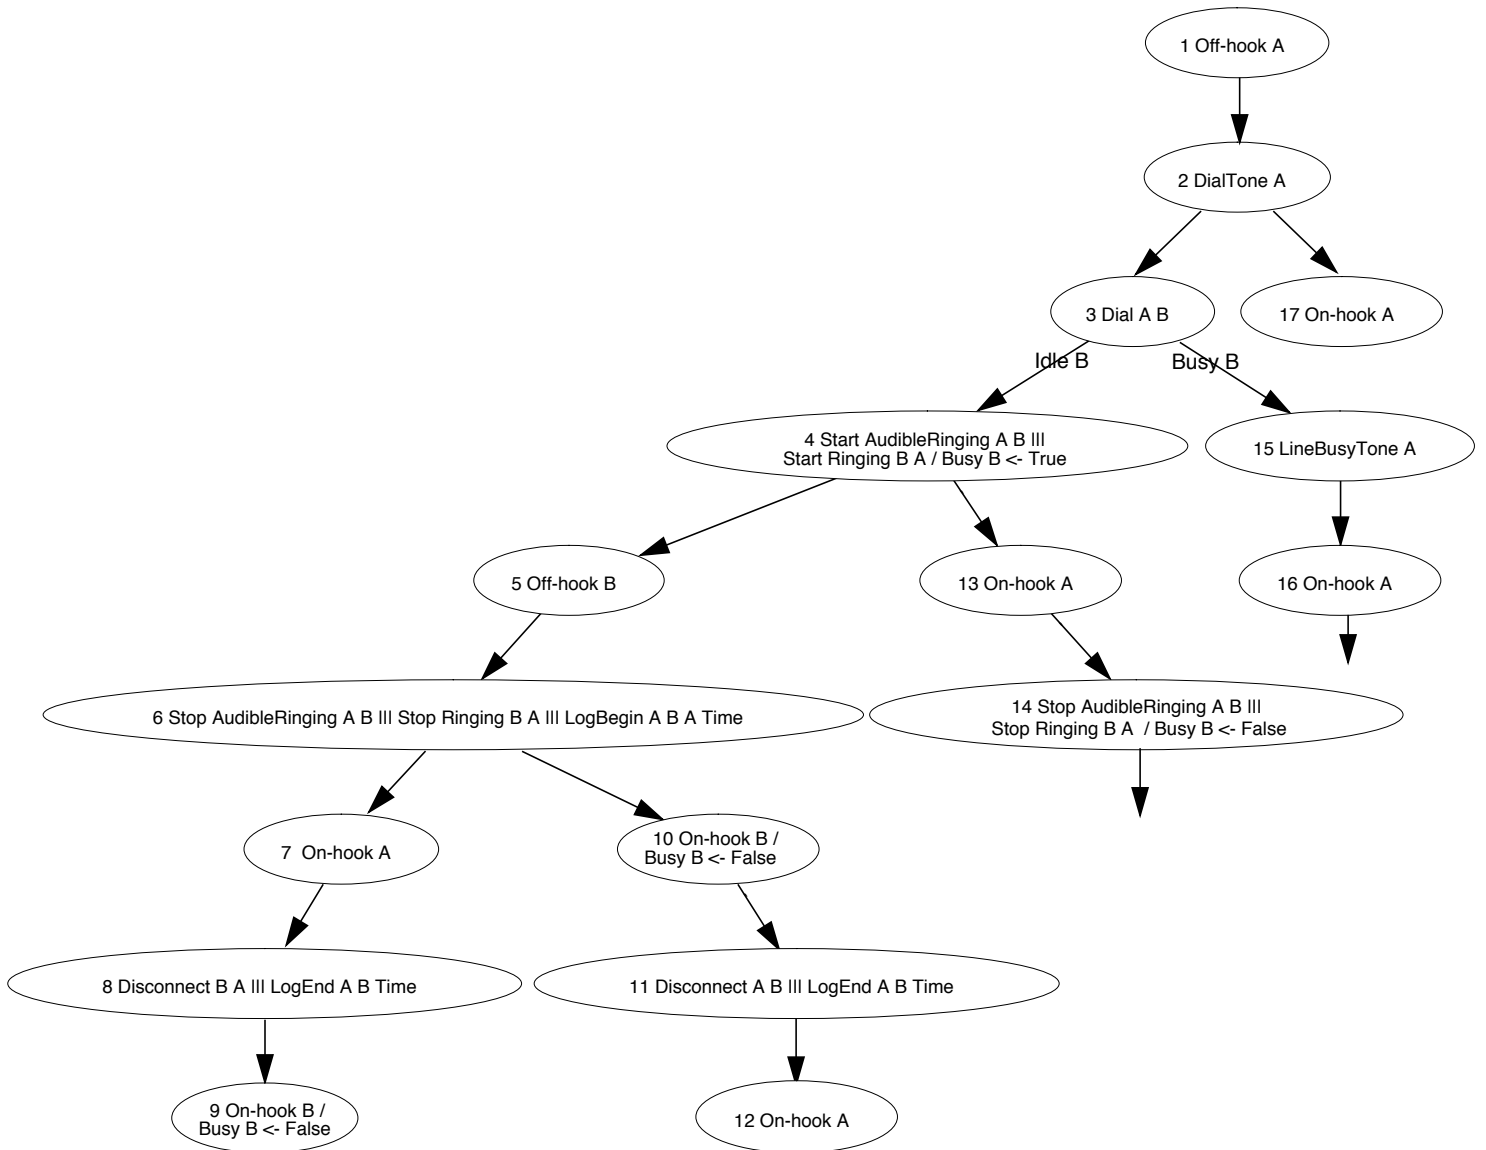 1 Off-hook A
2 DialTone A
3 Dial A B
17 On-hook A
Idle B
Busy B
4 Start AudibleRinging A B |||
Start Ringing B A / Busy B <- True
15 LineBusyTone A
5 Off-hook B
13 On-hook A
16 On-hook A
6 Stop AudibleRinging A B ||| Stop Ringing B A ||| LogBegin A B A Time
14 Stop AudibleRinging A B |||
Stop Ringing B A / Busy B <- False
7 On-hook A
10 On-hook B /
Busy B <- False
8 Disconnect B A ||| LogEnd A B Time
11 Disconnect A B ||| LogEnd A B Time
9 On-hook B /
Busy B <- False
12 On-hook A